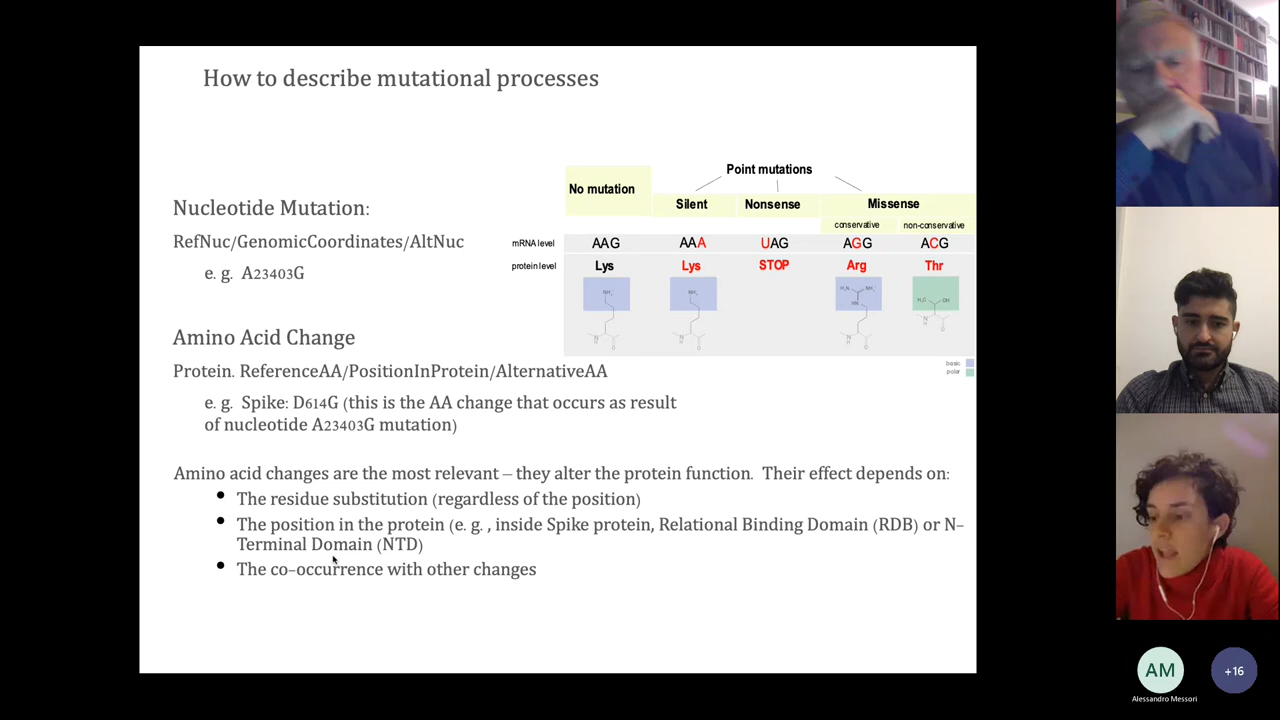 How to describe mutational processes
Point mutations
No mutation
Silent
Nonsense
Missense
conservative
non-conservative
mRNA level
AAG
AAA
UAG
AGG
ACG
protein level
Lys
Lys
STOP
Arg
Thr
basic
polar
Nucleotide Mutation:
RefNuc/GenomicCoordinates/AltNuc
e. g. A23403G
Amino Acid Change
Protein. ReferenceAA/PositionInProtein/AlternativeAA
e. g. Spike: D614G (this is the AA change that occurs as result
of nucleotide A23403G mutation)
Amino acid changes are the most relevant – they alter the protein function. Their effect depends on:
• The residue substitution (regardless of the position)
• The position in the protein (e. g. , inside Spike protein, Relational Binding Domain (RDB) or N–
Terminal Domain (NTD)
• The co–occurrence with other changes
AM
+16
Alessandro Messori